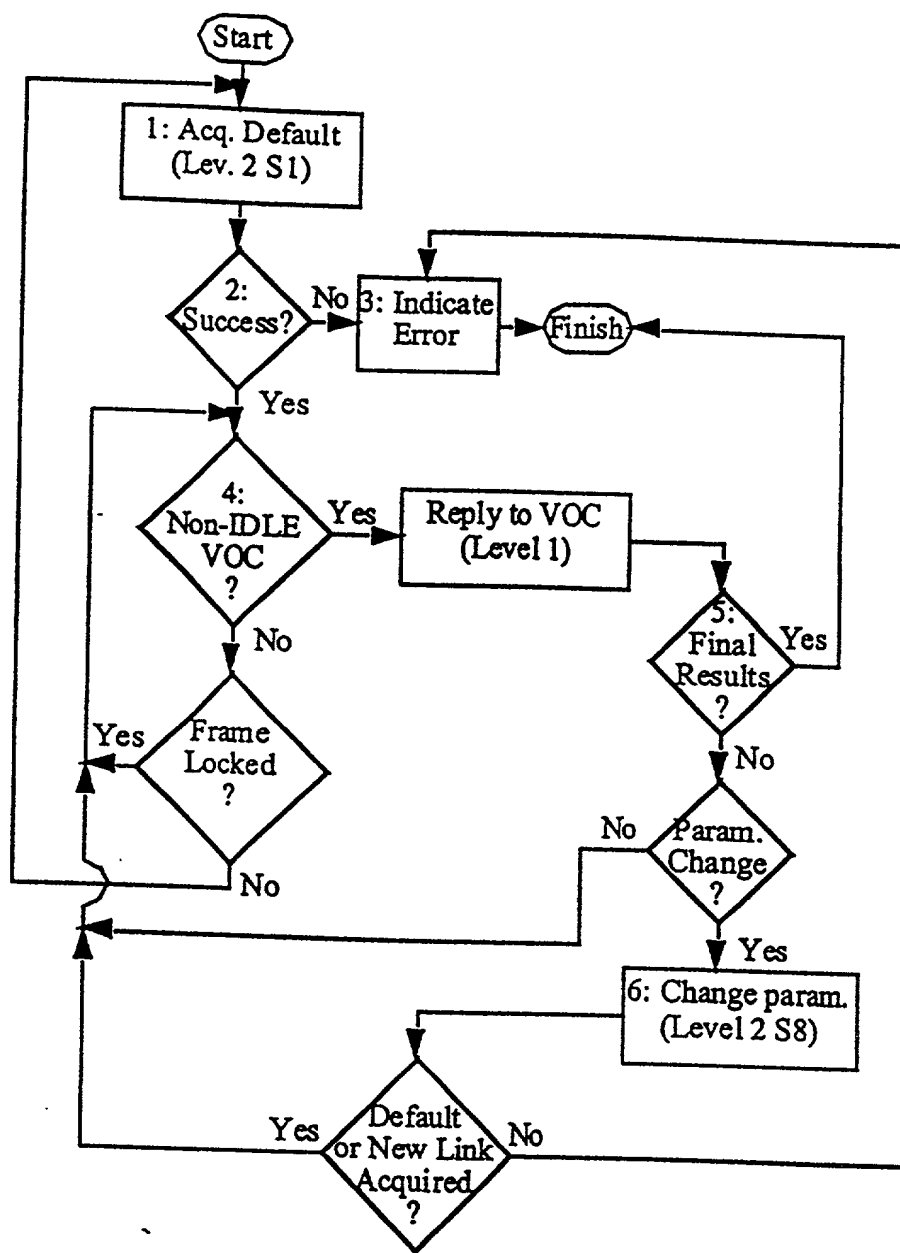 Start
1: Acq. Default
(Lev. 2 S1)
2:
Success?
No
3: Indicate
Error
Finish
Yes
4:
Non-IDLE
VOC
?
Yes
Reply to VOC
(Level 1)
5:
Final
Results
?
Yes
No
Frame
Locked
?
Yes
No
No
Param.
Change
?
No
Yes
6: Change param.
(Level 2 S8)
Default
or New Link
Acquired
?
Yes
No